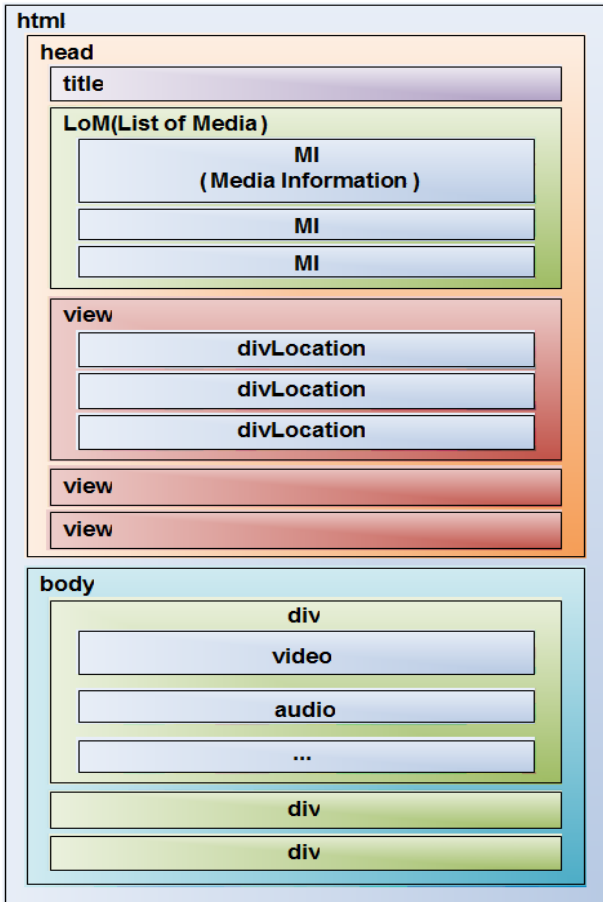 html
head
title
LoM(List of Media)
MI
( Media Information )
MI
MI
view
divLocation
divLocation
divLocation
view
view
body
div
video
audio
...
div
div